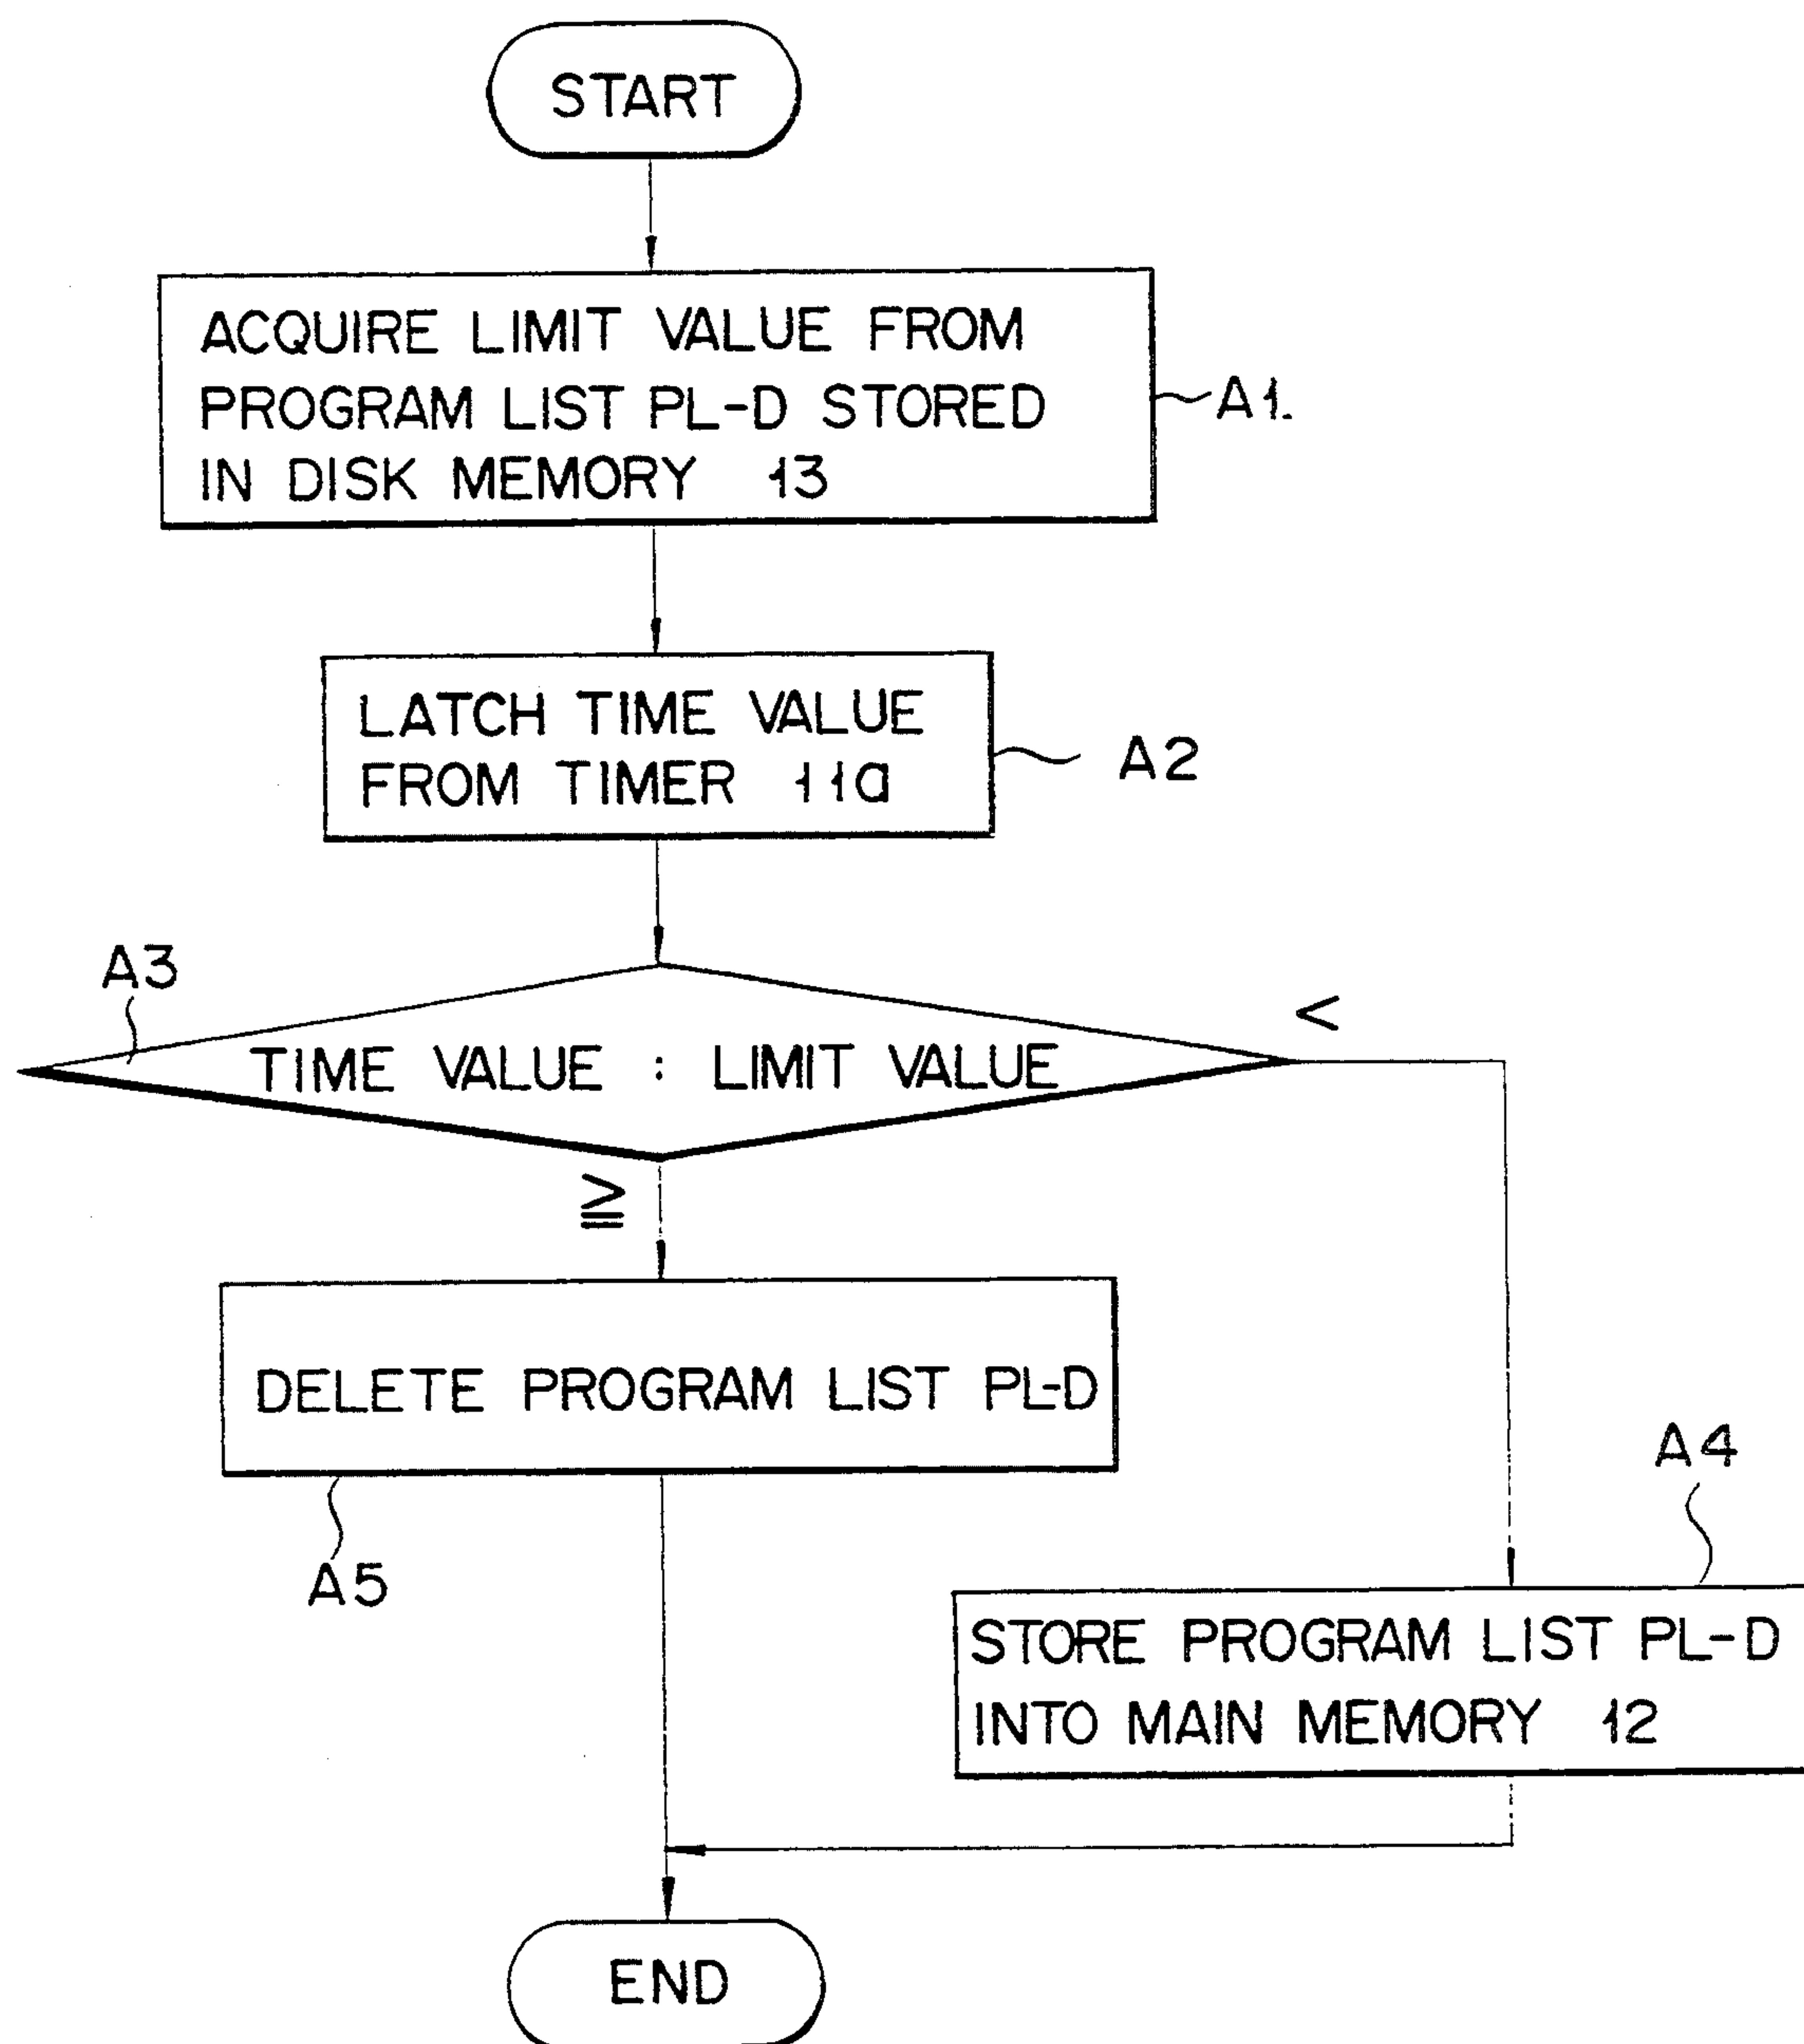 START
ACQUIRE LIMIT VALUE FROM
PROGRAM LIST PL-D STORED
IN DISK MEMORY 13
A1.
LATCH TIME VALUE
FROM TIMER 11a
A2
A3
TIME VALUE : LIMIT VALUE
<
≧
DELETE PROGRAM LIST PL-D
A5
A4
STORE PROGRAM LIST PL-D
INTO MAIN MEMORY 12
END